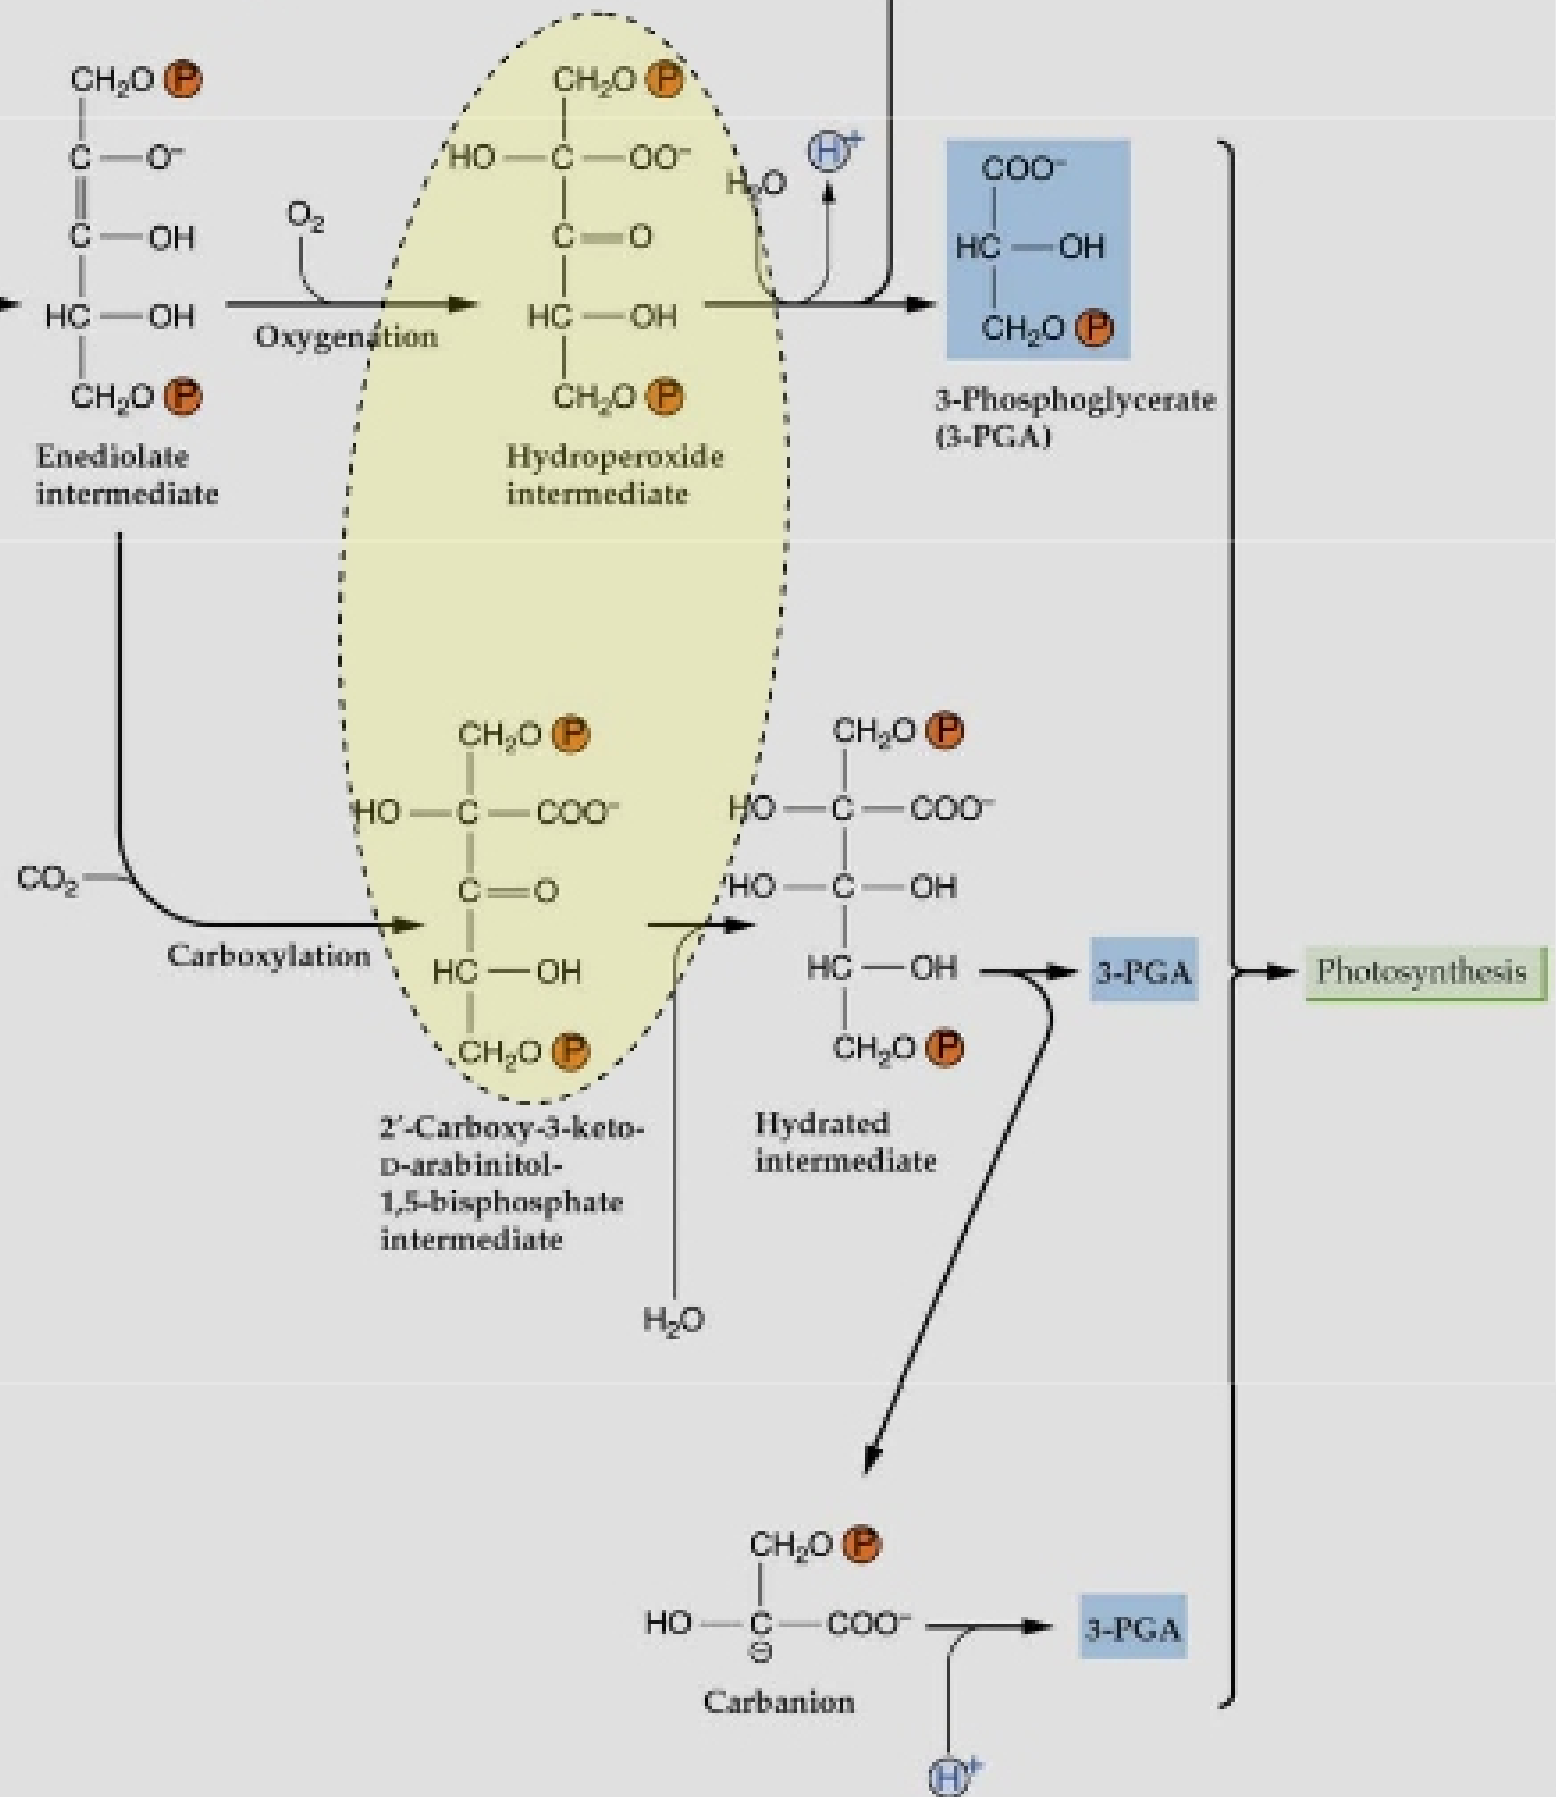 CH₂O P
C — O⁻
C — OH
HC — OH
CH₂O P
Enediolate
intermediate
O₂
Oxygenation
CH₂O P
HO — C — OO⁻
C = O
HC — OH
CH₂O P
Hydroperoxide
intermediate
H₂O
H⁺
COO⁻
HC — OH
CH₂O P
3-Phosphoglycerate
(3-PGA)
CO₂
Carboxylation
CH₂O P
HO — C — COO⁻
C = O
HC — OH
CH₂O P
2′-Carboxy-3-keto-
D-arabinitol-
1,5-bisphosphate
intermediate
H₂O
CH₂O P
HO — C — COO⁻
HO — C — OH
HC — OH
CH₂O P
Hydrated
intermediate
3-PGA
Photosynthesis
CH₂O P
HO — C — COO⁻
⊖
Carbanion
3-PGA
H⁺